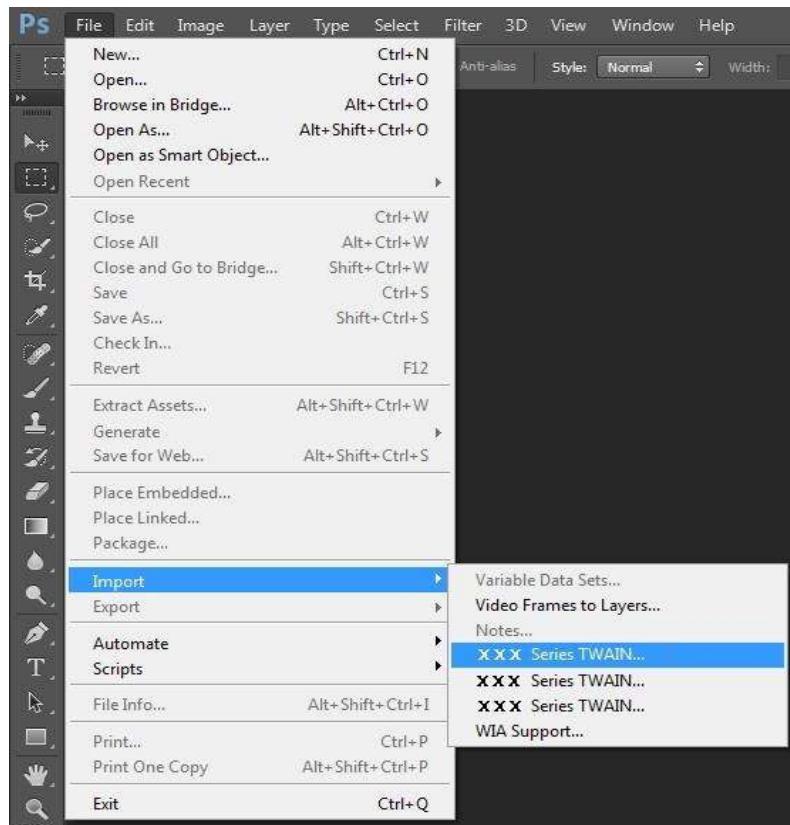 Ps File Edit Image Layer Type Select Filter 3D View Window Help
Anti-alias Style: Normal Width:
New... Ctrl+N
Open... Ctrl+O
Browse in Bridge... Alt+Ctrl+O
Open As... Alt+Shift+Ctrl+O
Open as Smart Object...
Open Recent
Close Ctrl+W
Close All Alt+Ctrl+W
Close and Go to Bridge... Shift+Ctrl+W
Save Ctrl+S
Save As... Shift+Ctrl+S
Check In...
Revert F12
Extract Assets... Alt+Shift+Ctrl+W
Generate
Save for Web... Alt+Shift+Ctrl+S
Place Embedded...
Place Linked...
Package...
Import
Export
Automate
Scripts
File Info... Alt+Shift+Ctrl+I
Print... Ctrl+P
Print One Copy Alt+Shift+Ctrl+P
Exit Ctrl+Q
Variable Data Sets...
Video Frames to Layers...
Notes...
XXX Series TWAIN...
XXX Series TWAIN...
XXX Series TWAIN...
WIA Support...
T